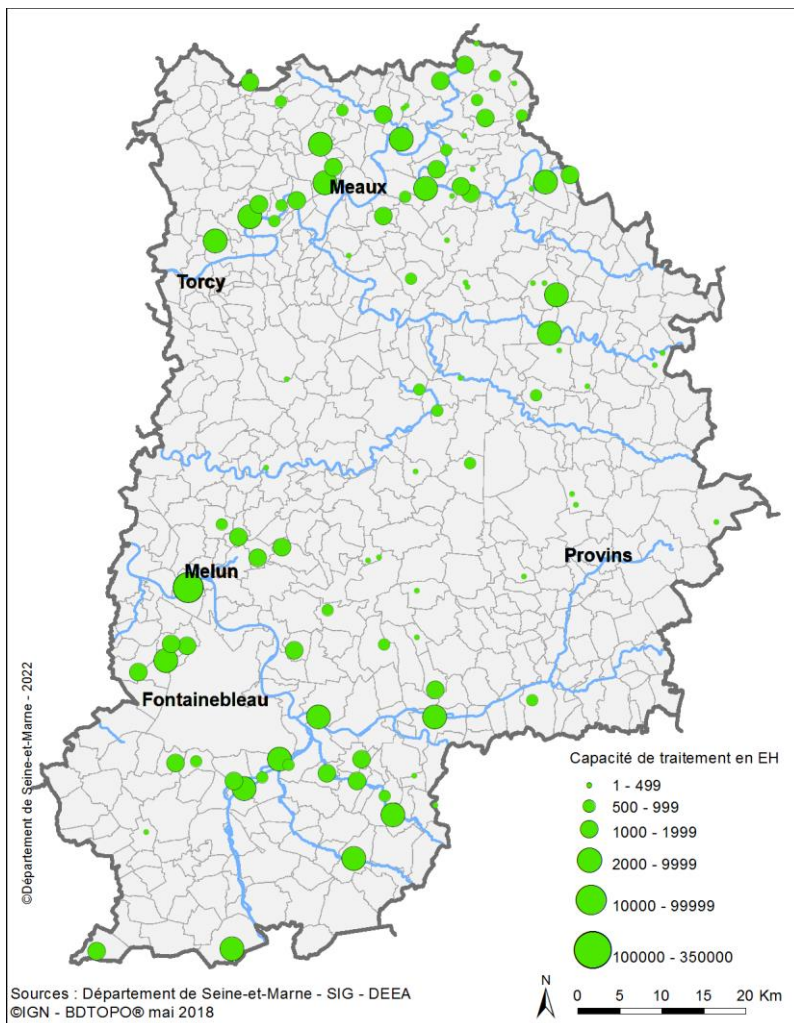 Meaux
Torcy
Provins
Melun
Fontainebleau
©Département de Seine-et-Marne - 2022
Capacité de traitement en EH
1 - 499
500 - 999
1000 - 1999
2000 - 9999
10000 - 99999
100000 - 350000
Sources : Département de Seine-et-Marne - SIG - DEEA
©IGN - BDTOPO® mai 2018
N
0 5 10 15 20 Km